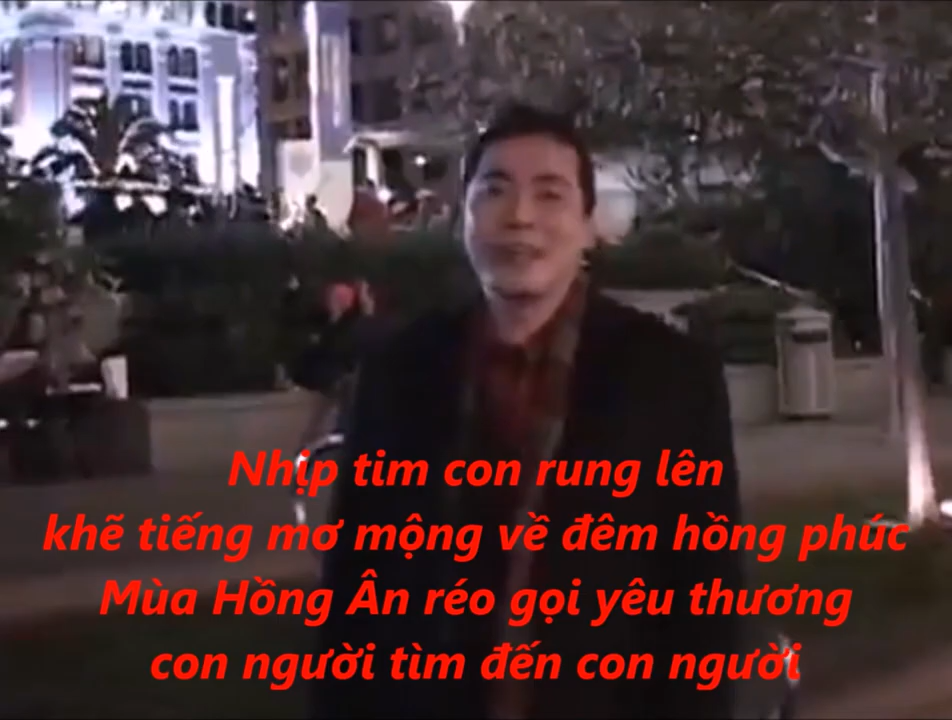 Nhịp tim con rung lên
khẽ tiếng mơ mộng về đêm hồng phúc
Mùa Hồng Ân réo gọi yêu thương
con người tìm đến con người